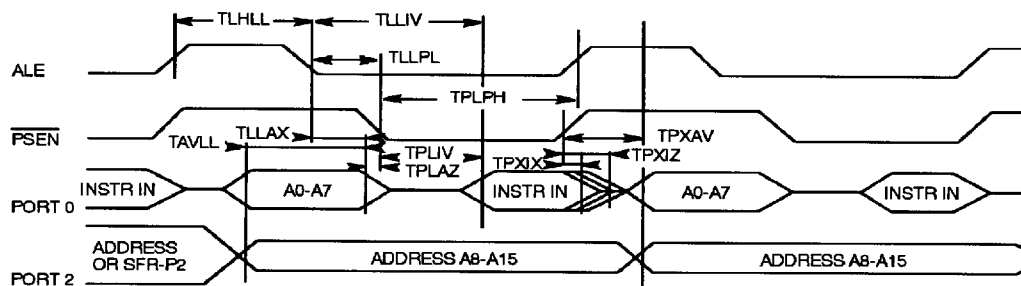 TLHLL TLLIV
TLLPL
ALE
TPLPH
PSEN TLLAX TPXAV
TAVLL TPLIV TPXIZ
TPLAZ TPXIX
INSTR IN A0-A7 INSTR IN A0-A7 INSTR IN
PORT 0
ADDRESS
OR SFR-P2 ADDRESS A8-A15 ADDRESS A8-A15
PORT 2